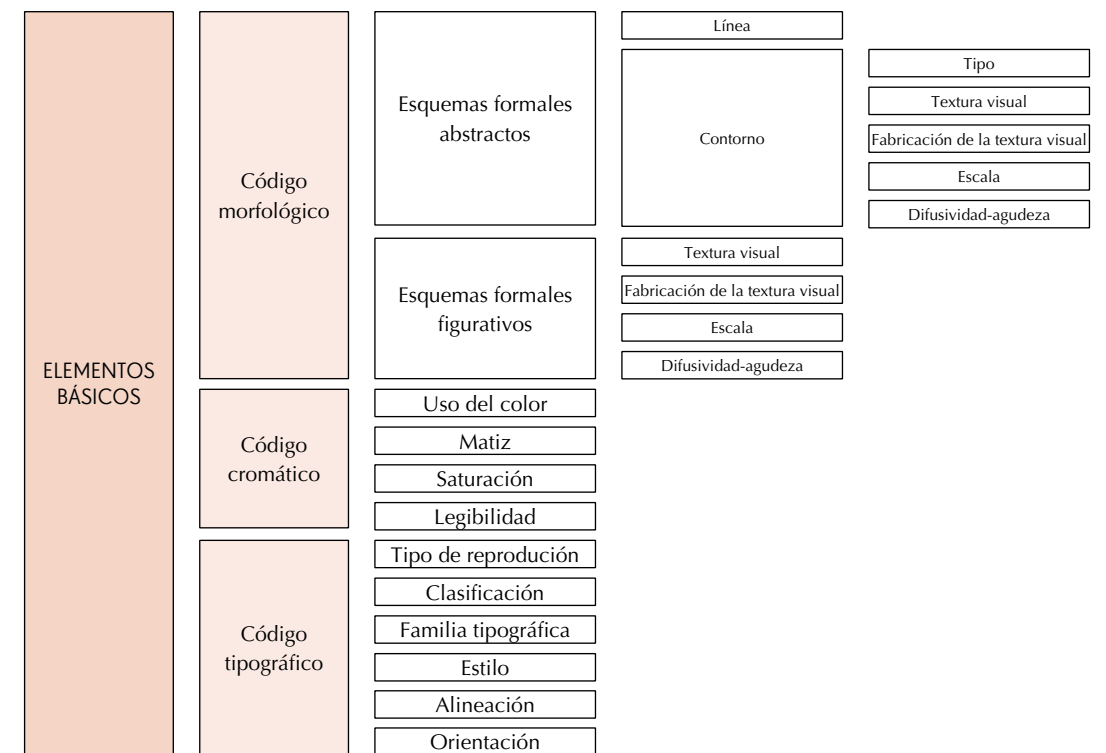 ELEMENTOS
BÁSICOS
Código
morfológico
Esquemas formales
abstractos
Línea
Contorno
Tipo
Textura visual
Fabricación de la textura visual
Escala
Difusividad-agudeza
Esquemas formales
figurativos
Textura visual
Fabricación de la textura visual
Escala
Difusividad-agudeza
Código
cromático
Uso del color
Matiz
Saturación
Legibilidad
Código
tipográfico
Tipo de reprodución
Clasificación
Familia tipográfica
Estilo
Alineación
Orientación